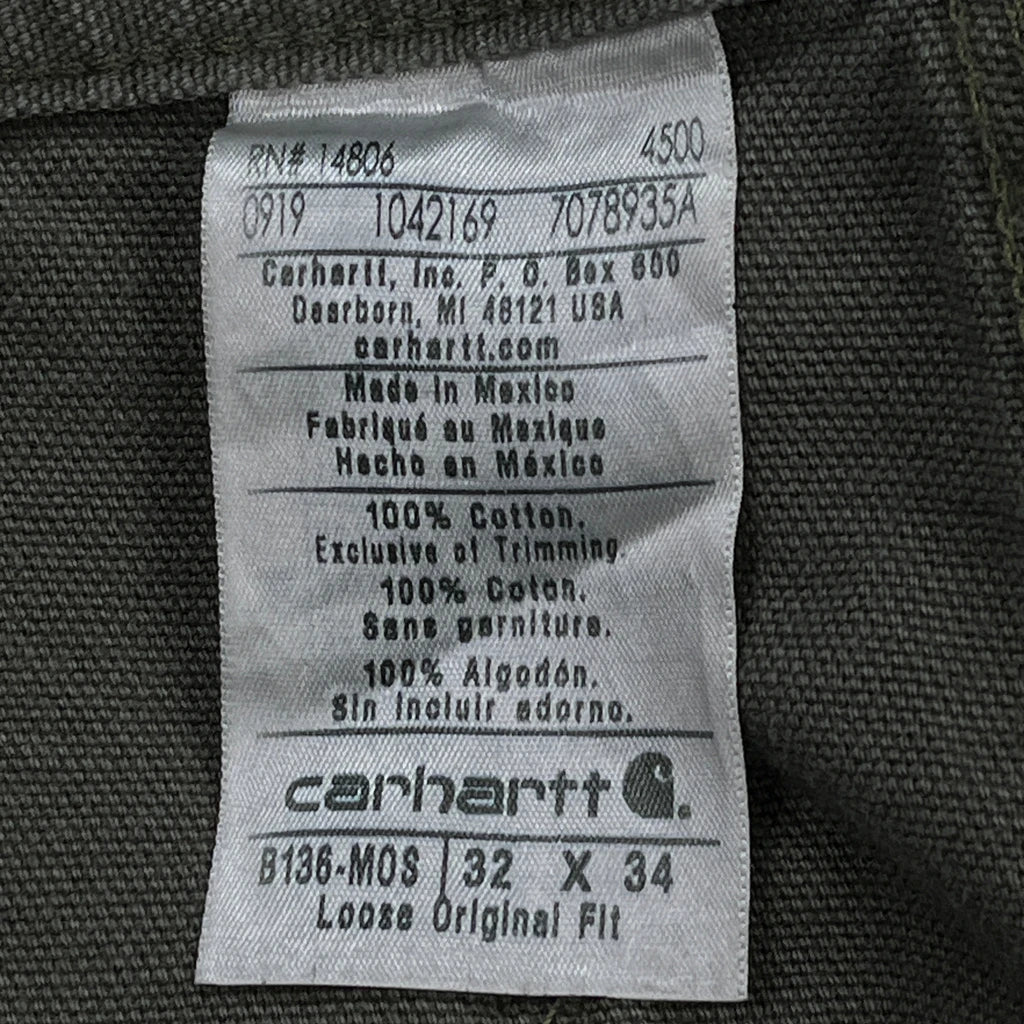 RN# 14806 4500
0919 1042169 7078935A
Carhartt, Inc. P. O. Box 600
Dearborn, MI 48121 USA
carhartt.com
Made in Mexico
Fabriqué au Mexique
Hecho en México
100% Cotton.
Exclusive of Trimming.
100% Coton.
Sans garniture.
100% Algodón.
Sin incluir adorno.
carhartt
B136-MOS 32 X 34
Loose Original Fit